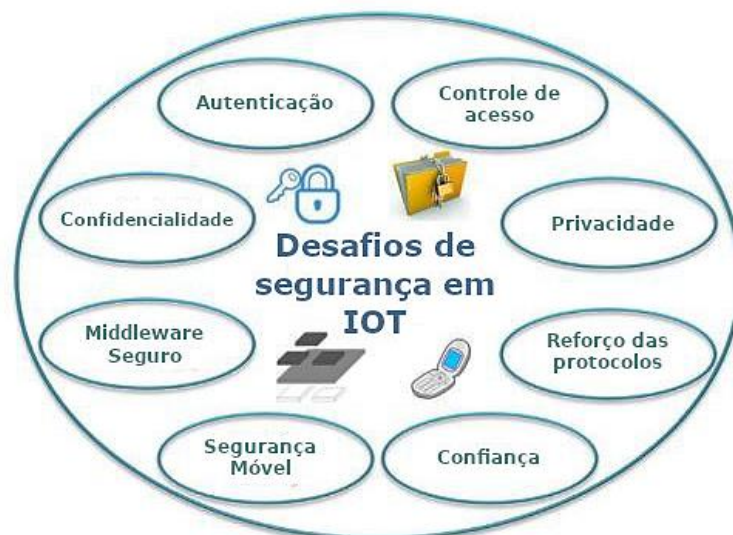 Autenticação
Controle de
acesso
Confidencialidade
Privacidade
Desafios de
segurança em
IOT
Middleware
Seguro
Reforço das
protocolos
Segurança
Móvel
Confiança